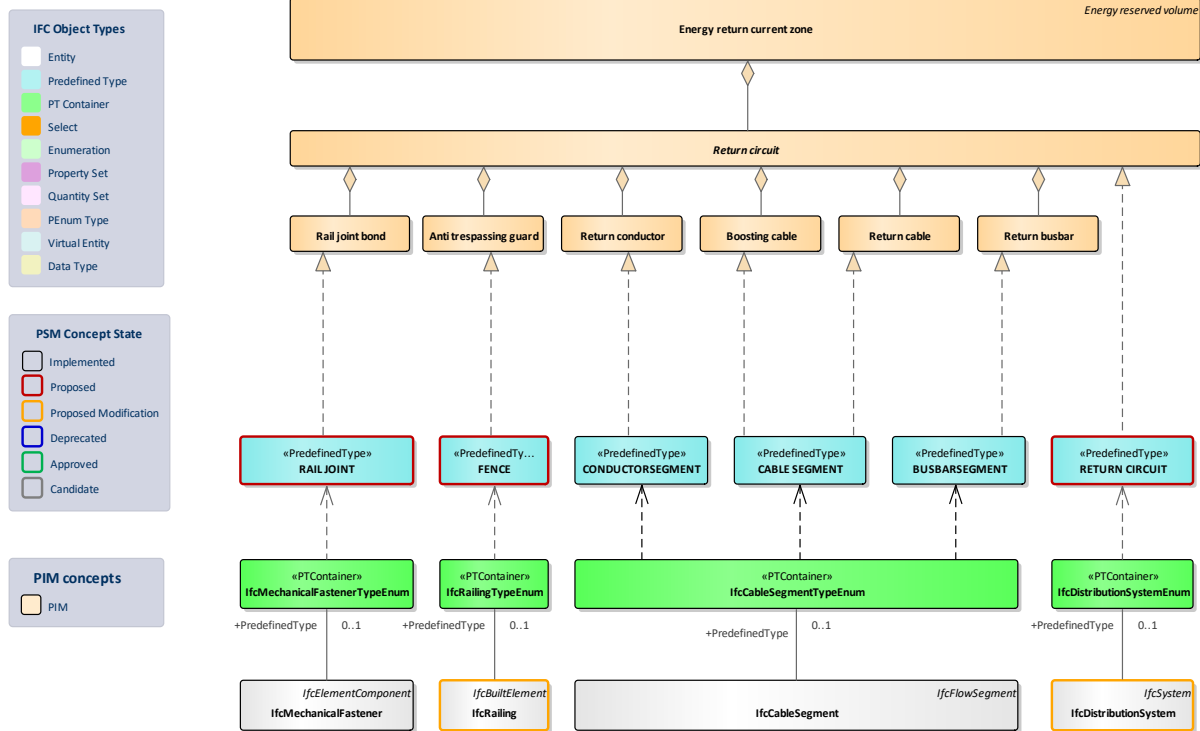 IFC Object Types
Entity
Predefined Type
PT Container
Select
Enumeration
Property Set
Quantity Set
PEnum Type
Virtual Entity
Data Type
PSM Concept State
Implemented
Proposed
Proposed Modification
Deprecated
Approved
Candidate
PIM concepts
PIM
Energy reserved volume
Energy return current zone
Return circuit
Rail joint bond
Anti trespassing guard
Return conductor
Boosting cable
Return cable
Return busbar
«PredefinedType»
RAILJOINT
«PredefinedTy...
FENCE
«PredefinedType»
CONDUCTORSEGMENT
«PredefinedType»
CABLE SEGMENT
«PredefinedType»
BUSBARSEGMENT
«PredefinedType»
RETURN CIRCUIT
«PTContainer»
IfcMechanicalFastenerTypeEnum
«PTContainer»
IfcRailingTypeEnum
«PTContainer»
IfcCableSegmentTypeEnum
«PTContainer»
IfcDistributionSystemEnum
+PredefinedType 0..1
+PredefinedType 0..1
+PredefinedType 0..1
+PredefinedType 0..1
IfcElementComponent
IfcMechanicalFastener
IfcBuiltElement
IfcRailing
IfcFlowSegment
IfcCableSegment
IfcSystem
IfcDistributionSystem